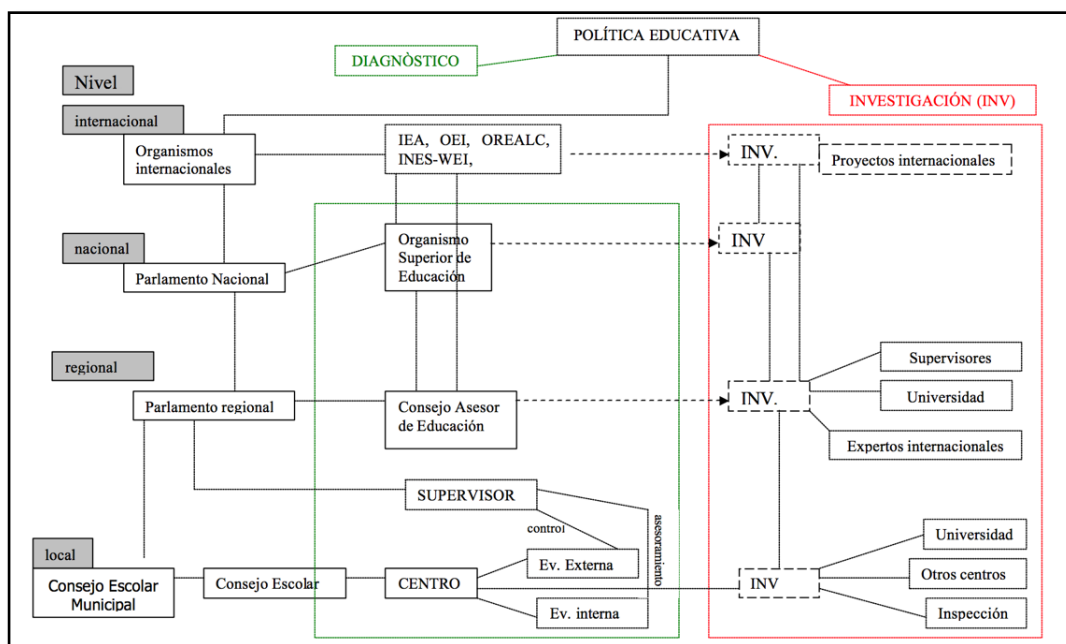 POLÍTICA EDUCATIVA
DIAGNÒSTICO
INVESTIGACIÓN (INV)
Nivel
internacional
Organismos
internacionales
IEA, OEI, OREALC,
INES-WEI,
INV.
Proyectos internacionales
nacional
Parlamento Nacional
Organismo
Superior de
Educación
INV
regional
Parlamento regional
Consejo Asesor
de Educación
INV.
Supervisores
Universidad
Expertos internacionales
SUPERVISOR
control
asesoramiento
local
Consejo Escolar
Municipal
Consejo Escolar
CENTRO
Ev. Externa
Ev. interna
INV
Universidad
Otros centros
Inspección